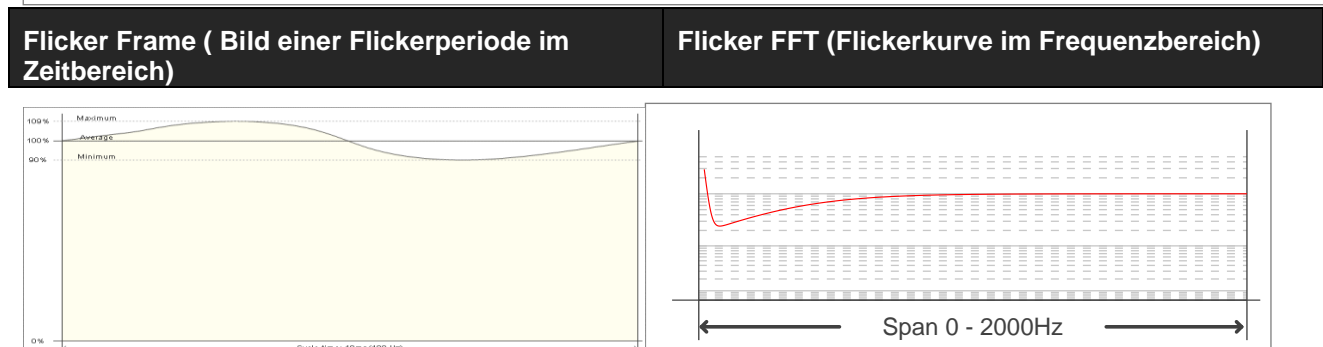 Flicker Frame ( Bild einer Flickerperiode im
Zeitbereich)
Flicker FFT (Flickerkurve im Frequenzbereich)
109% Maximum
100% Average
90% Minimum
0%
Span 0 - 2000Hz